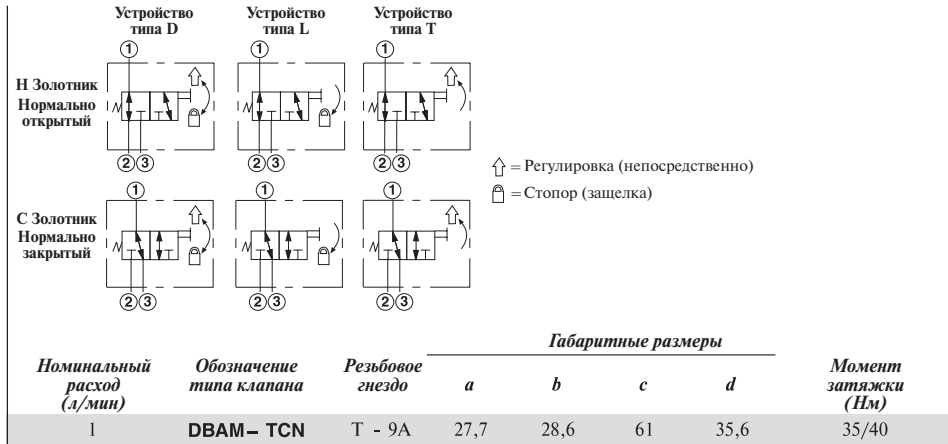 Устройство типа D
Устройство типа L
Устройство типа T
1
1
1
Н Золотник
Нормально
открытый
2 3
2 3
2 3
= Регулировка (непосредственно)
= Стопор (защелка)
1
1
1
С Золотник
Нормально
закрытый
2 3
2 3
2 3
Габаритные размеры
Номинальный расход (л/мин)
Обозначение типа клапана
Резьбовое гнездо
a
b
c
d
Момент затяжки (Нм)
1 DBAM– TCN T - 9A 27,7 28,6 61 35,6 35/40